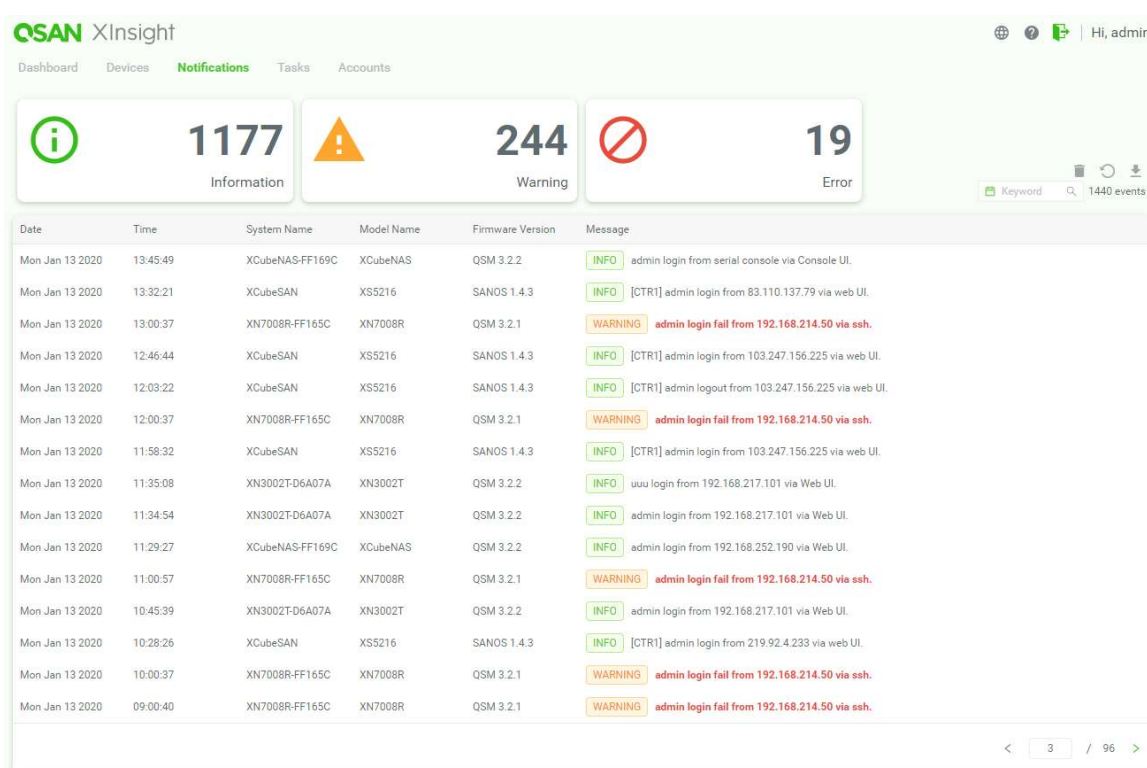 QSAN XInsight
Hi, admin
Dashboard Devices Notifications Tasks Accounts
1177 244 19
Information Warning Error
Keyword 1440 events
Date Time System Name Model Name Firmware Version Message
Mon Jan 13 2020 13:45:49 XCubeNAS-FF169C XCubeNAS QSM 3.2.2 INFO admin login from serial console via Console UI.
Mon Jan 13 2020 13:32:21 XCubeSAN XS5216 SANOS 1.4.3 INFO [CTR1] admin login from 83.110.137.79 via web UI.
Mon Jan 13 2020 13:00:37 XN7008R-FF165C XN7008R QSM 3.2.1 WARNING admin login fail from 192.168.214.50 via ssh.
Mon Jan 13 2020 12:46:44 XCubeSAN XS5216 SANOS 1.4.3 INFO [CTR1] admin login from 103.247.156.225 via web UI.
Mon Jan 13 2020 12:03:22 XCubeSAN XS5216 SANOS 1.4.3 INFO [CTR1] admin logout from 103.247.156.225 via web UI.
Mon Jan 13 2020 12:00:37 XN7008R-FF165C XN7008R QSM 3.2.1 WARNING admin login fail from 192.168.214.50 via ssh.
Mon Jan 13 2020 11:58:32 XCubeSAN XS5216 SANOS 1.4.3 INFO [CTR1] admin login from 103.247.156.225 via web UI.
Mon Jan 13 2020 11:35:08 XN3002T-D6A07A XN3002T QSM 3.2.2 INFO uuu login from 192.168.217.101 via Web UI.
Mon Jan 13 2020 11:34:54 XN3002T-D6A07A XN3002T QSM 3.2.2 INFO admin login from 192.168.217.101 via Web UI.
Mon Jan 13 2020 11:29:27 XCubeNAS-FF169C XCubeNAS QSM 3.2.2 INFO admin login from 192.168.252.190 via Web UI.
Mon Jan 13 2020 11:00:57 XN7008R-FF165C XN7008R QSM 3.2.1 WARNING admin login fail from 192.168.214.50 via ssh.
Mon Jan 13 2020 10:45:39 XN3002T-D6A07A XN3002T QSM 3.2.2 INFO admin login from 192.168.217.101 via Web UI.
Mon Jan 13 2020 10:28:26 XCubeSAN XS5216 SANOS 1.4.3 INFO [CTR1] admin login from 219.92.4.233 via web UI.
Mon Jan 13 2020 10:00:37 XN7008R-FF165C XN7008R QSM 3.2.1 WARNING admin login fail from 192.168.214.50 via ssh.
Mon Jan 13 2020 09:00:40 XN7008R-FF165C XN7008R QSM 3.2.1 WARNING admin login fail from 192.168.214.50 via ssh.
< 3 / 96 >